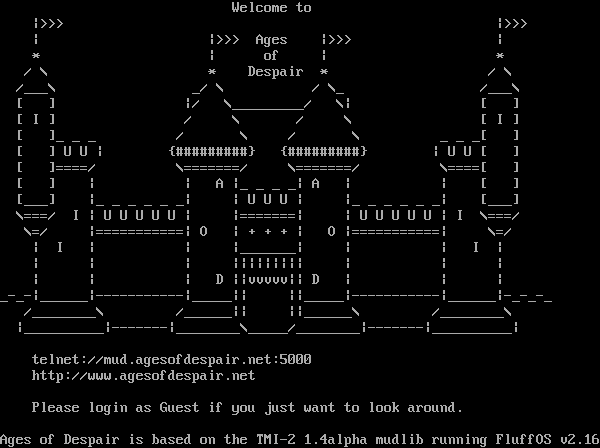 Welcome to
Ages
of
Despair
A A
O O
D D
telnet://mud.agesofdespair.net:5000
http://www.agesofdespair.net
Please login as Guest if you just want to look around.
Ages of Despair is based on the TMI-2 1.4alpha mudlib running FluffOS v2.16